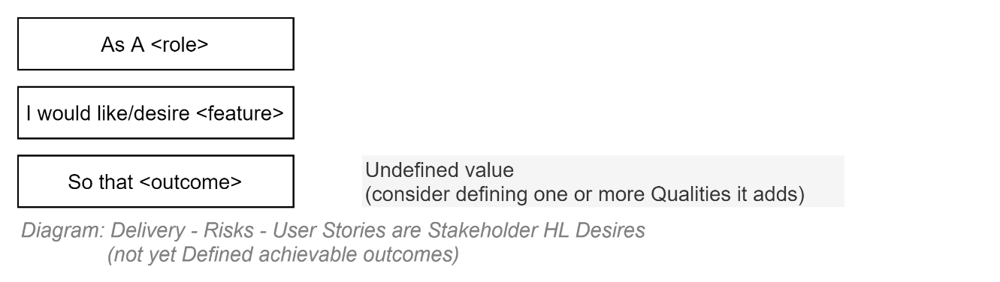 As A <role>
I would like/desire <feature>
So that <outcome>
Undefined value
(consider defining one or more Qualities it adds)
Diagram: Delivery - Risks - User Stories are Stakeholder HL Desires
(not yet Defined achievable outcomes)